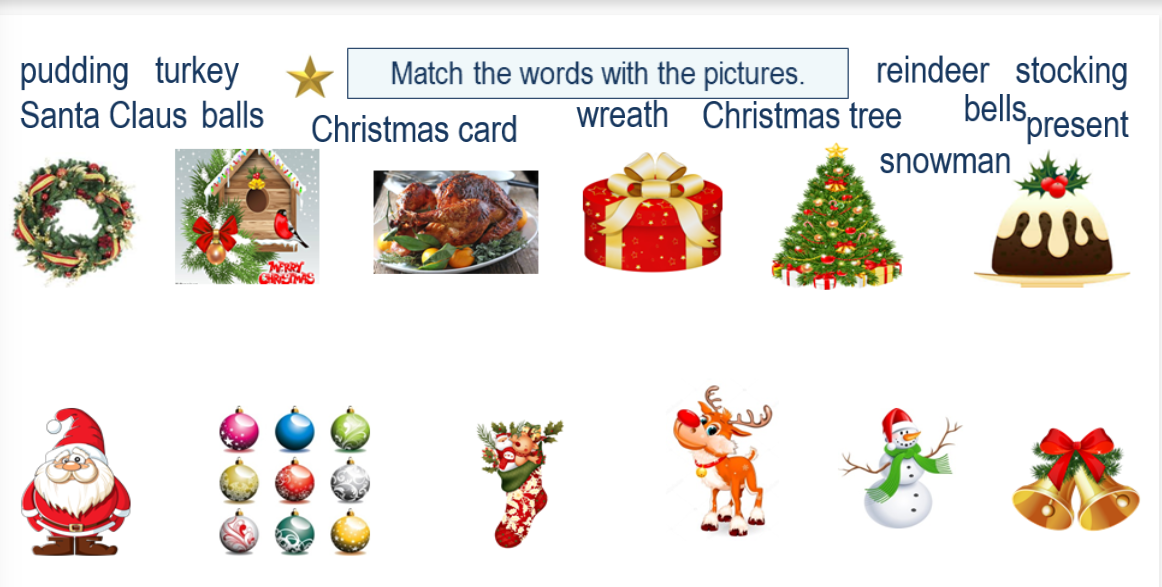 pudding turkey
Match the words with the pictures.
reindeer stocking
Santa Claus balls
Christmas card
wreath
Christmas tree
bells
present
snowman
MERRY
CHRISTMAS